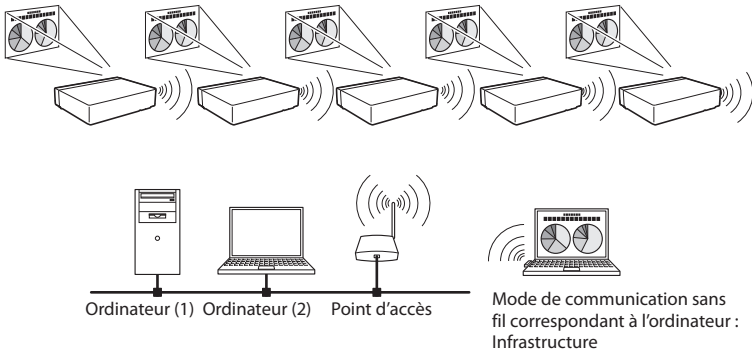 Ordinateur (1) Ordinateur (2) Point d'accès
Mode de communication sans
fil correspondant à l'ordinateur :
Infrastructure